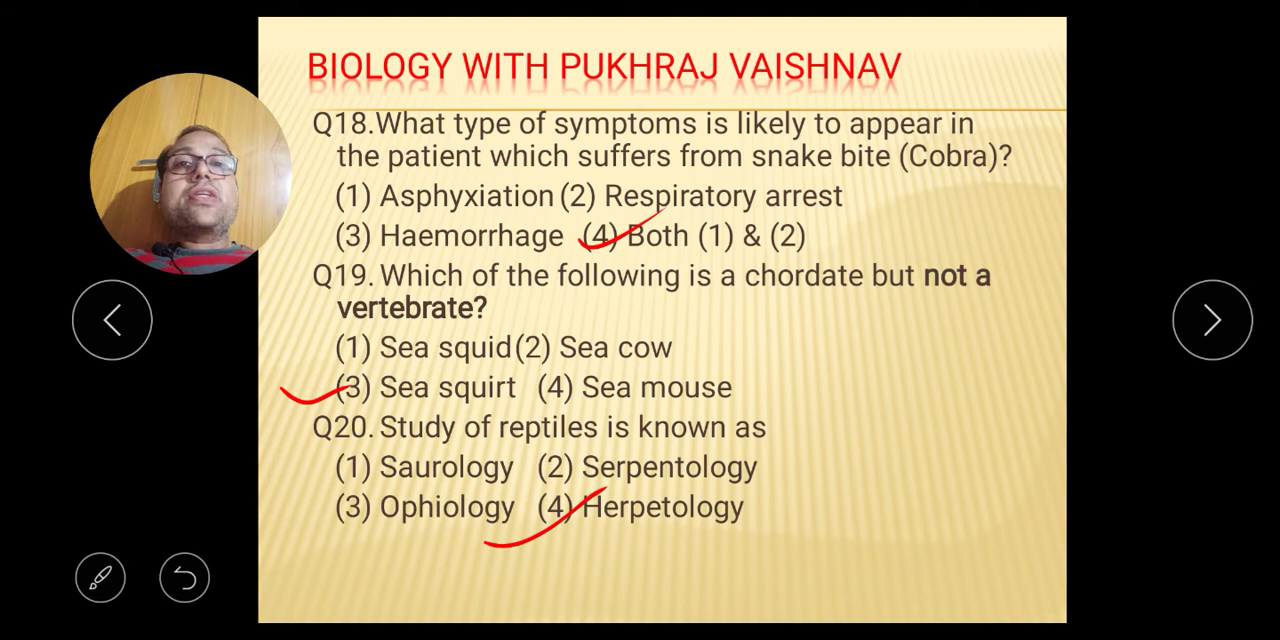 BIOLOGY WITH PUKHRAJ VAISHNAV
Q18.What type of symptoms is likely to appear in
the patient which suffers from snake bite (Cobra)?
(1) Asphyxiation (2) Respiratory arrest
(3) Haemorrhage (4) Both (1) & (2)
Q19. Which of the following is a chordate but not a
vertebrate?
(1) Sea squid (2) Sea cow
(3) Sea squirt (4) Sea mouse
Q20. Study of reptiles is known as
(1) Saurology (2) Serpentology
(3) Ophiology (4) Herpetology